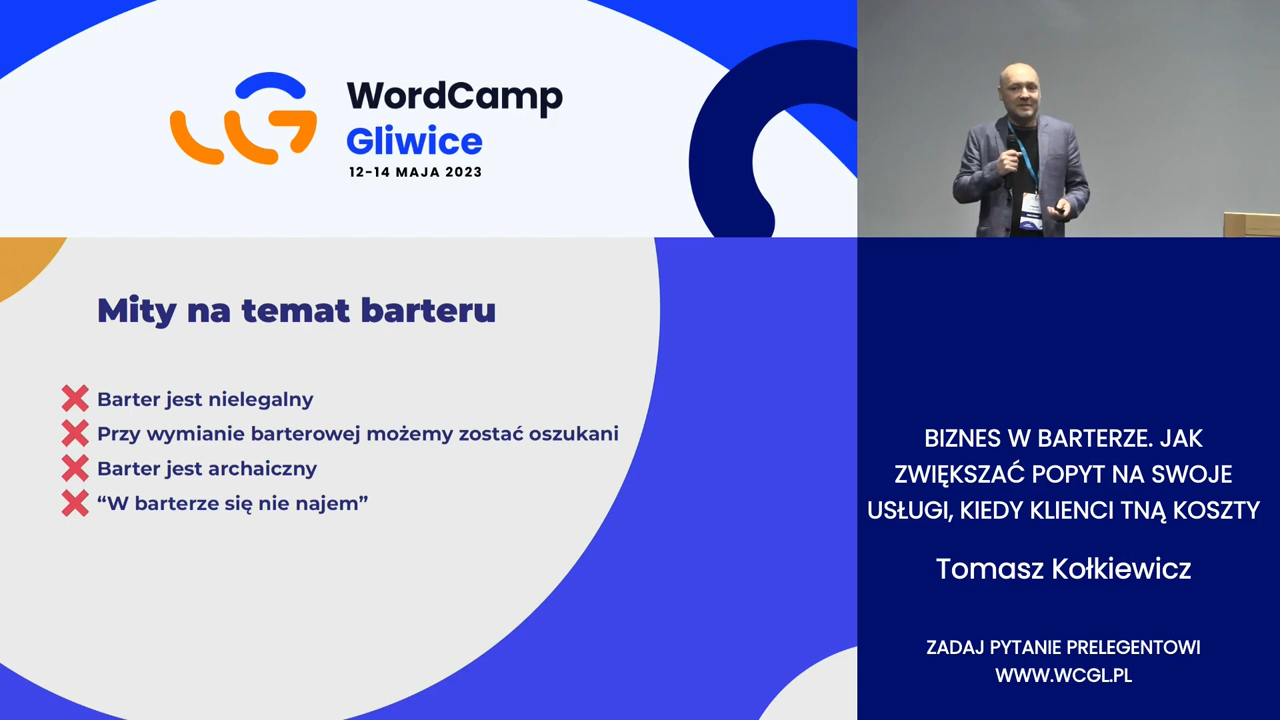 WordCamp
Gliwice
12-14 MAJA 2023
Mity na temat barteru
Barter jest nielegalny
Przy wymianie barterowej możemy zostać oszukani
Barter jest archaiczny
“W barterze się nie najem”
BIZNES W BARTERZE. JAK
ZWIĘKSZAĆ POPYT NA SWOJE
USŁUGI, KIEDY KLIENCI TNĄ KOSZTY
Tomasz Kołkiewicz
ZADAJ PYTANIE PRELEGENTOWI
WWW.WCGL.PL